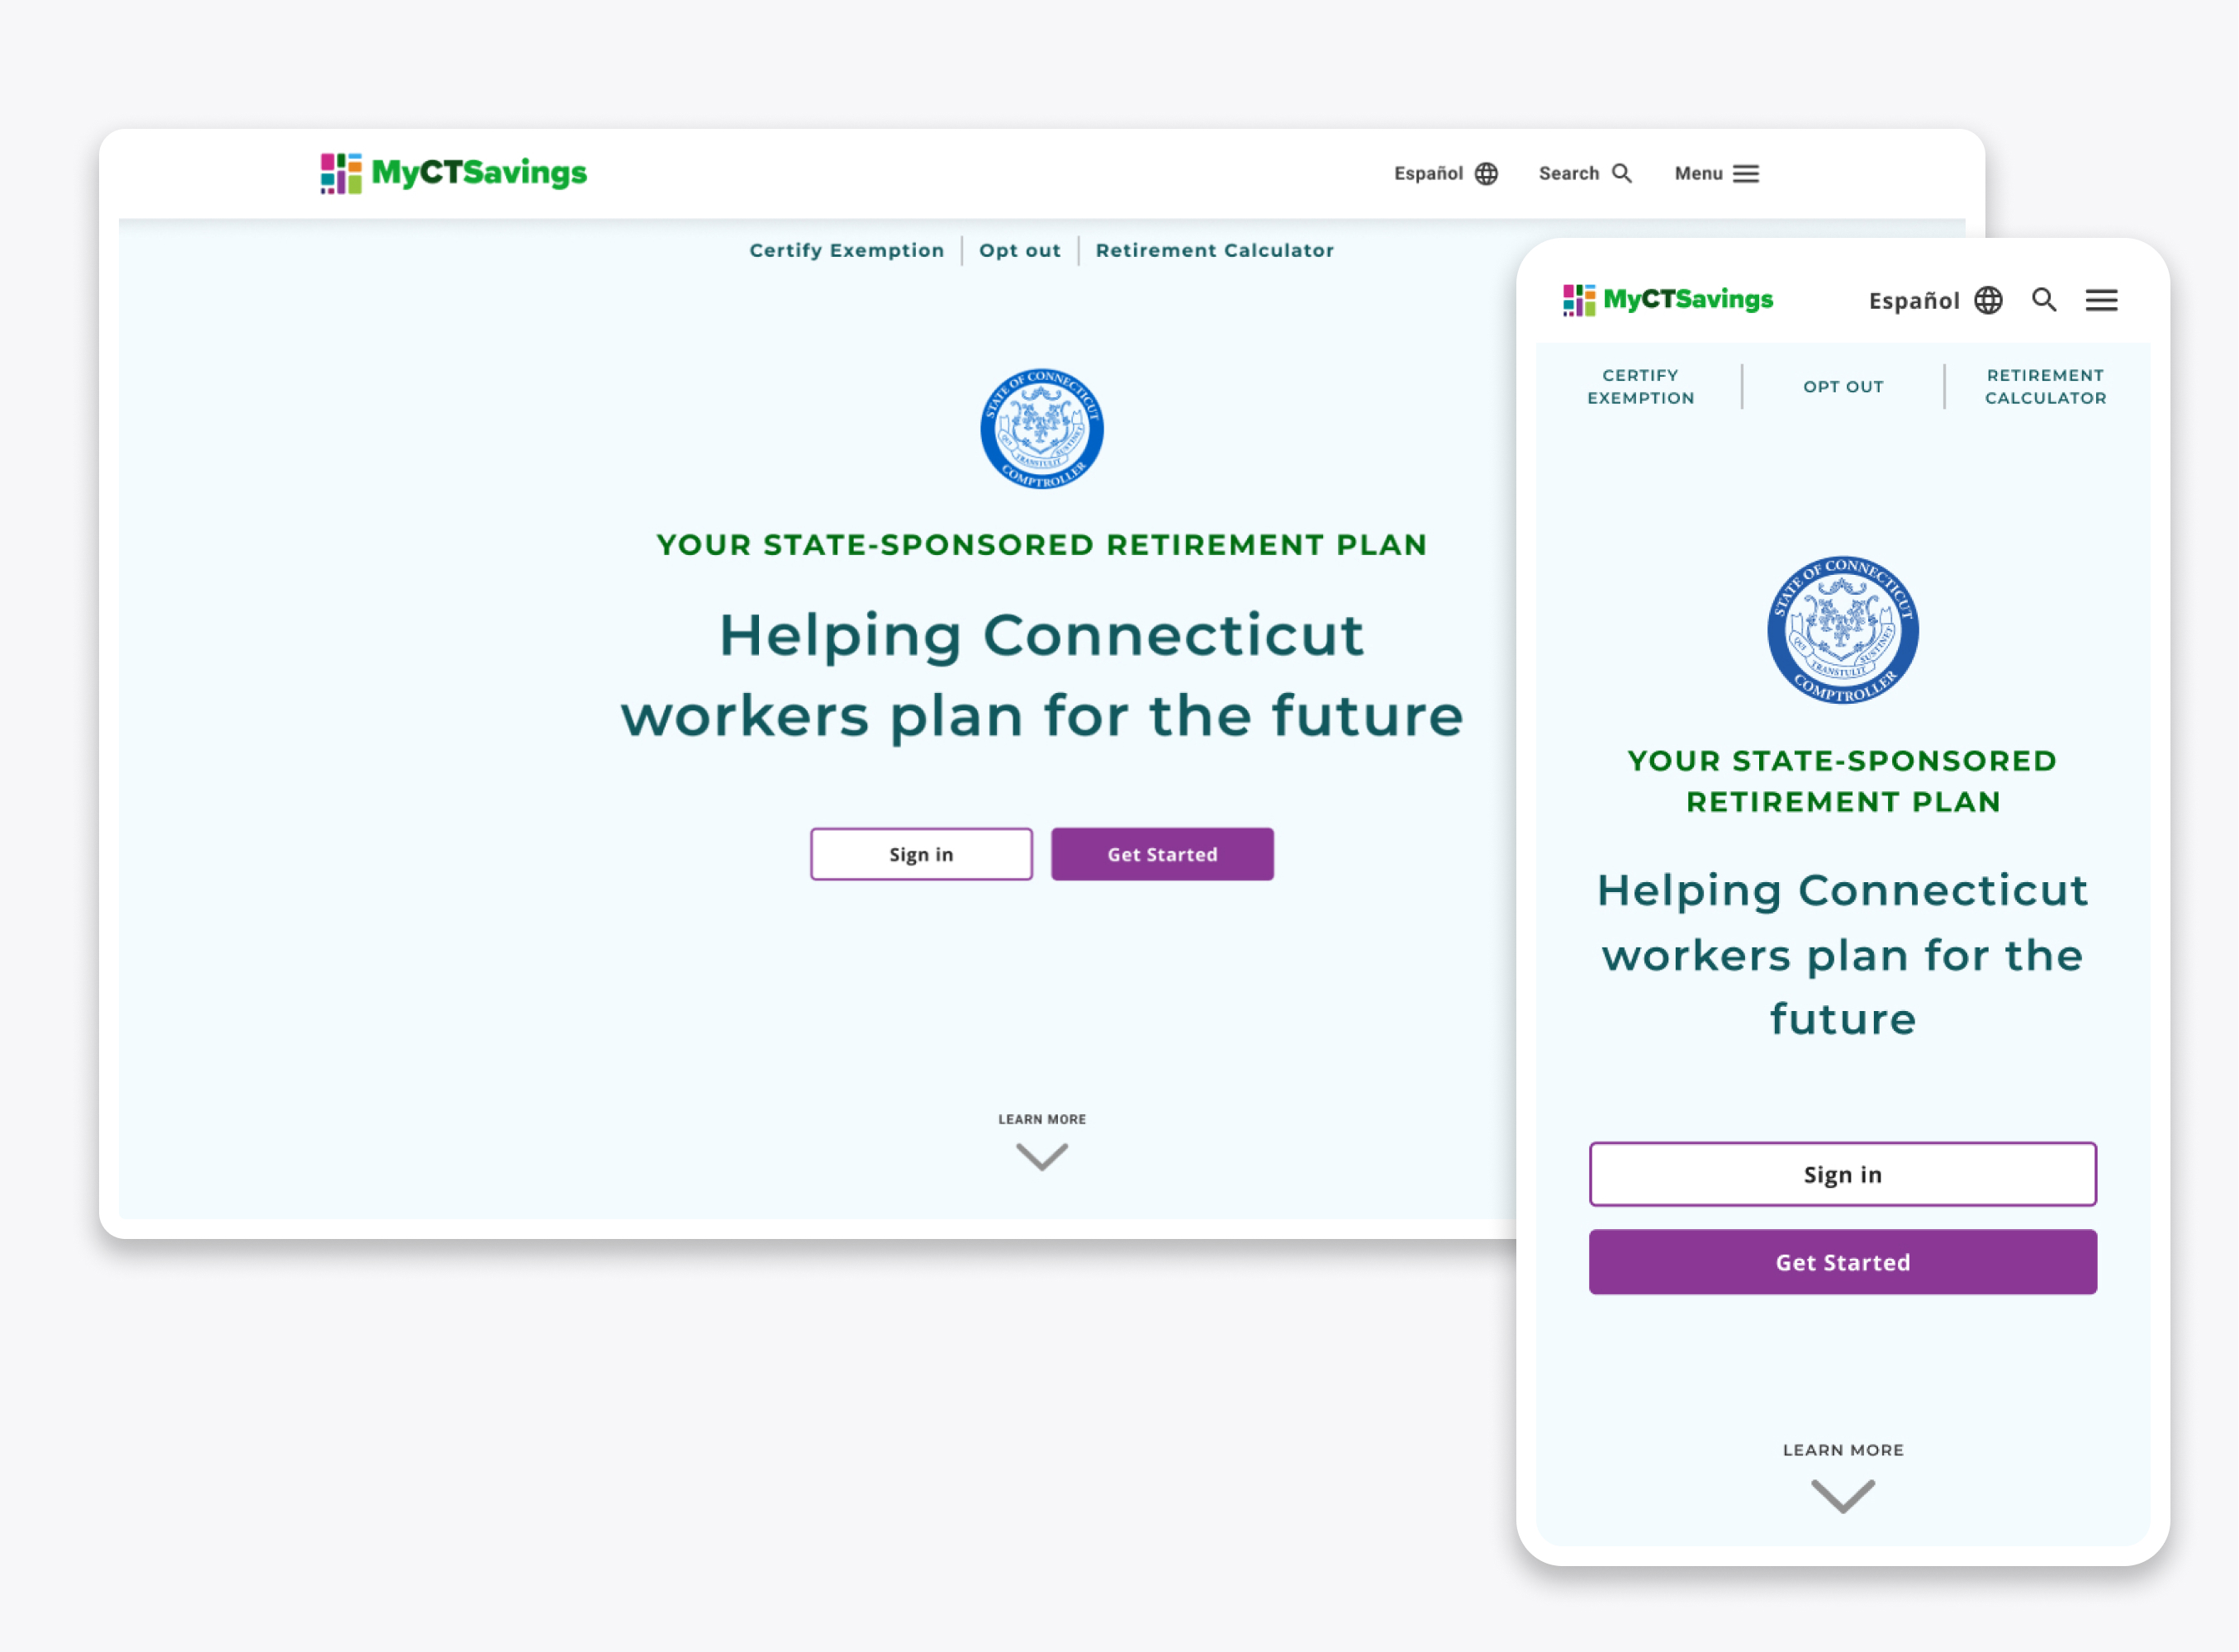 MyCTSavings
Español Search Menu
Certify Exemption Opt out Retirement Calculator
STATE OF CONNECTICUT
QUI TRANSTULIT SUSTINET
COMPTROLLER
YOUR STATE-SPONSORED RETIREMENT PLAN
Helping Connecticut
workers plan for the future
Sign in Get Started
LEARN MORE
MyCTSavings Español
CERTIFY
EXEMPTION
OPT OUT
RETIREMENT
CALCULATOR
STATE OF CONNECTICUT
QUI TRANSTULIT SUSTINET
COMPTROLLER
YOUR STATE-SPONSORED
RETIREMENT PLAN
Helping Connecticut
workers plan for the
future
Sign in
Get Started
LEARN MORE